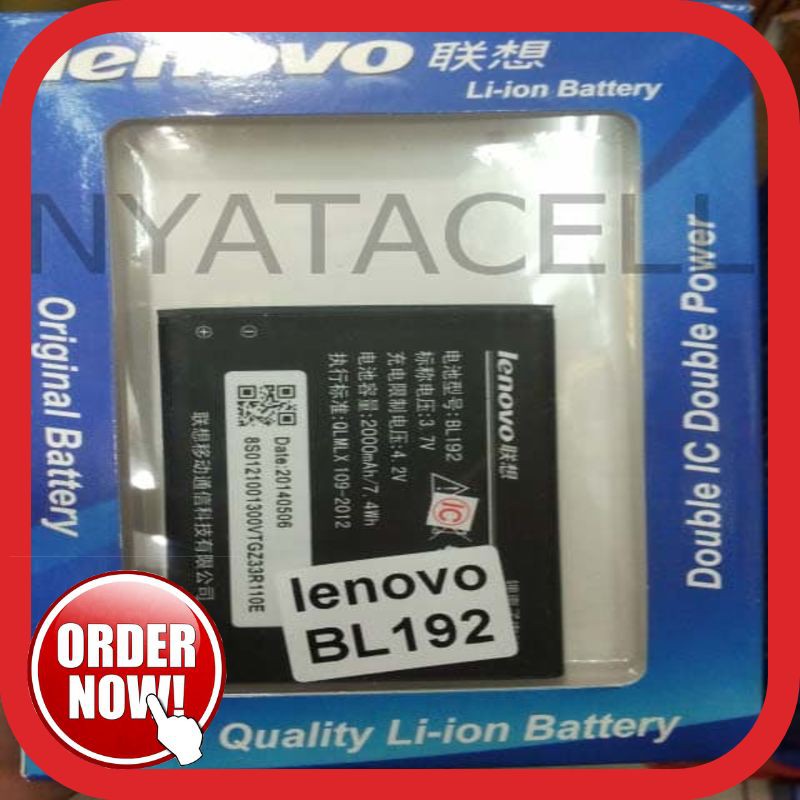 lenovo 联想
Li-ion Battery
NYATACELL
Original Battery
Double IC Double Power
lenovo联想
电池型号:BL192
标称电压:3.7V
充电限制电压:4.2V
电池容量:2000mAh/7.4Wh
执行标准:QLMLX 109-2012
IC
Date:20140506
8S0121001300VTGZ33R110E
联想移动通信科技有限公司
lenovo
BL192
ORDER
NOW!
Quality Li-ion Battery